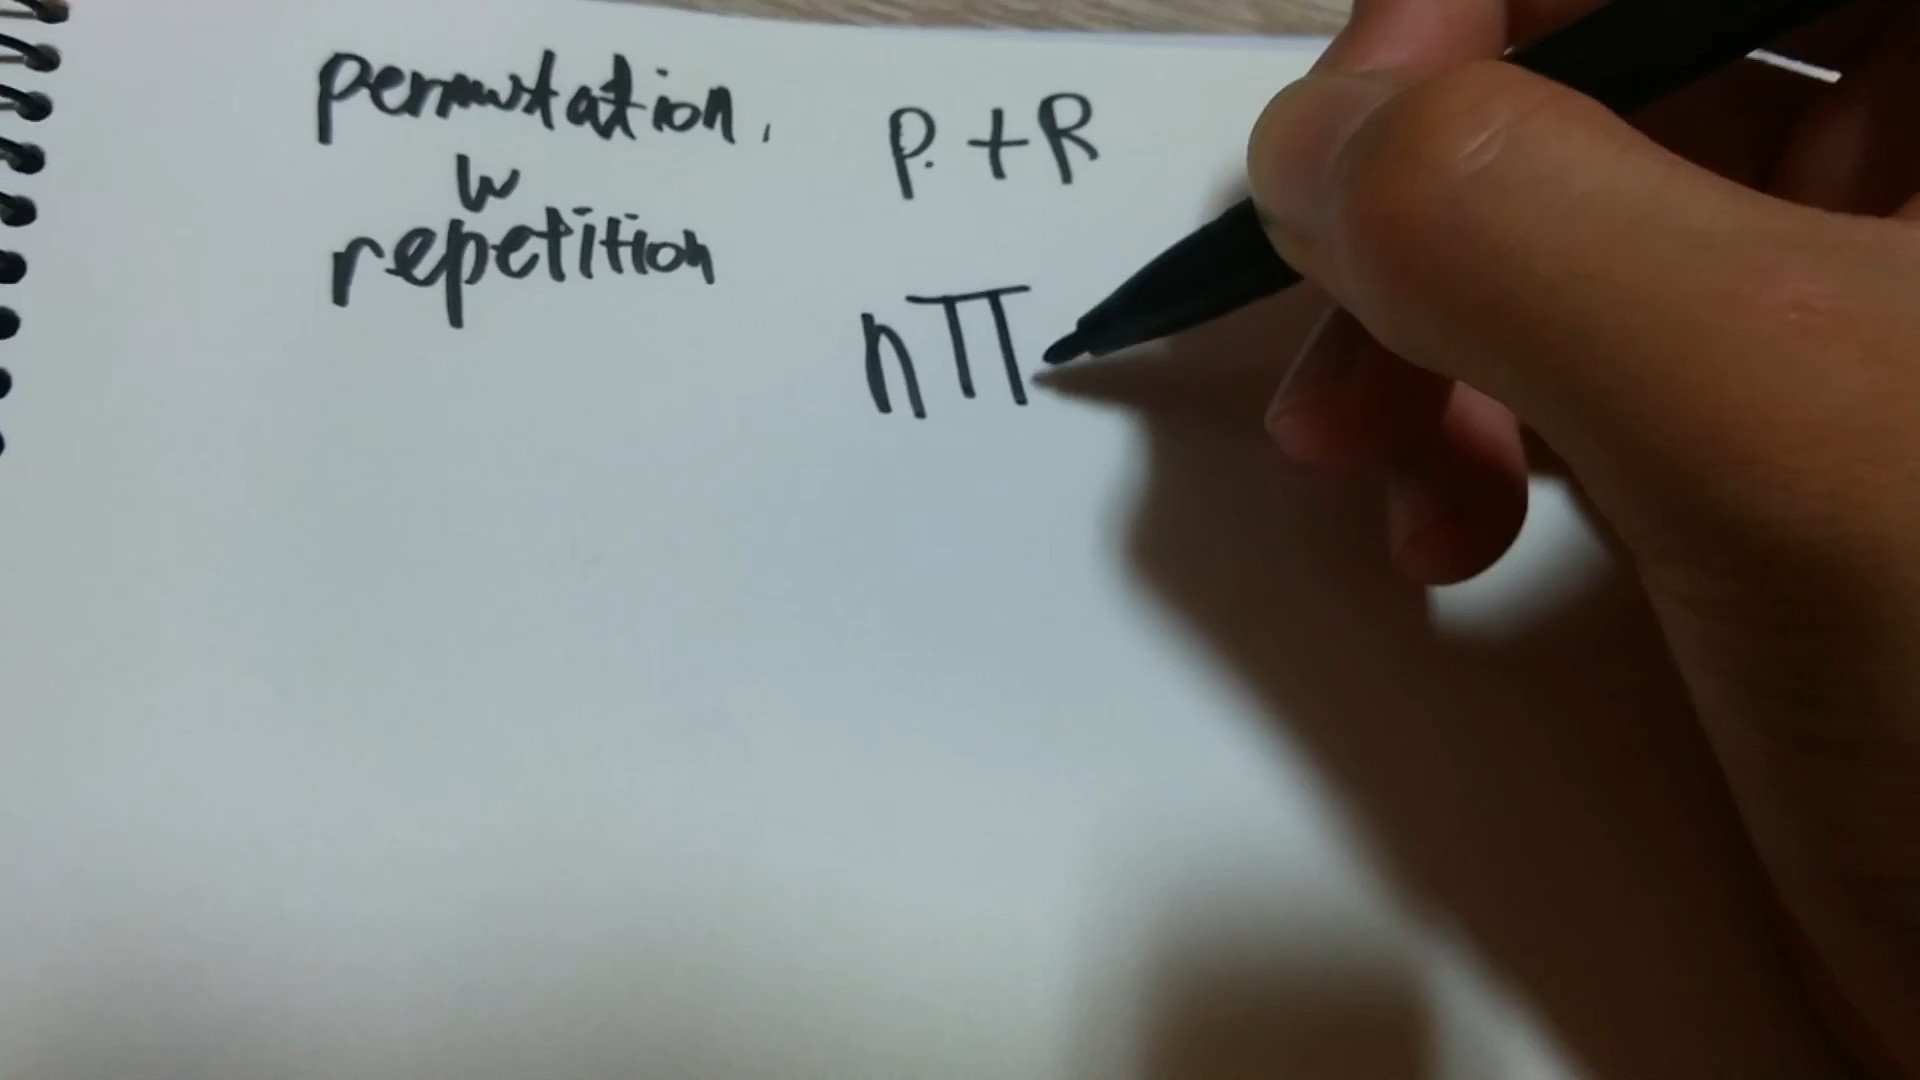 permutation,
w
repetition
p. + R
nΠ